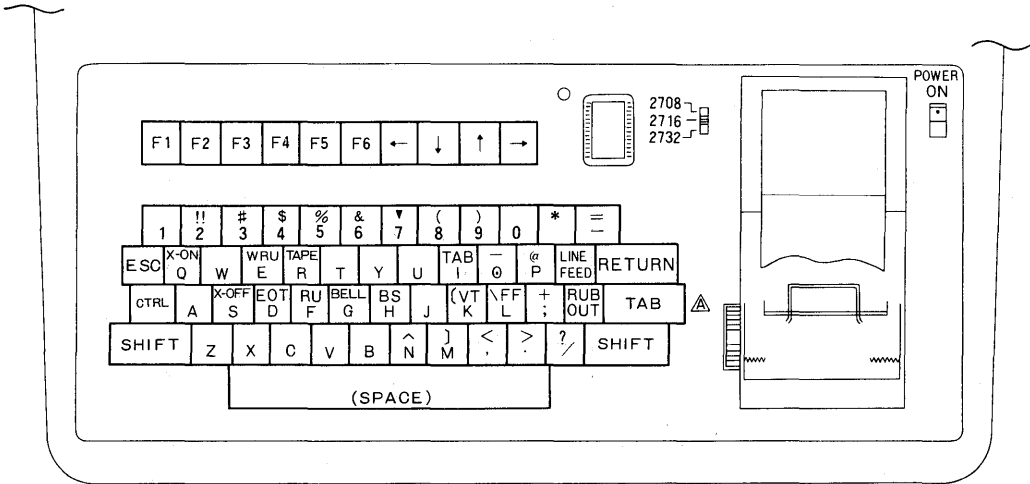 POWER
ON
2708
2716
2732
F1 F2 F3 F4 F5 F6 ← ↓ ↑ →
!! # $ % & ▼ ( ) * =
1 2 3 4 5 6 7 8 9 0 —
X-ON WRU TAPE TAB — @ LINE
ESC Q W E R T Y U I O P FEED RETURN
X-OFF EOT RU BELL BS (VT \FF + RUB
CTRL A S D F G H J K L ; OUT TAB A
^ ] < > ?
SHIFT Z X C V B N M , . / SHIFT
(SPACE)